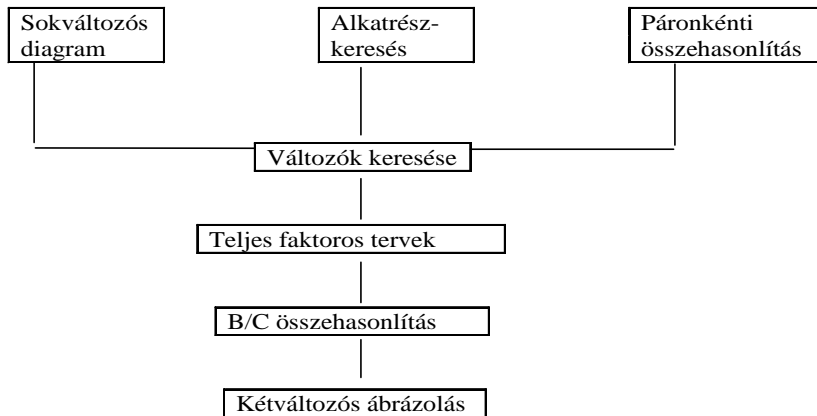 Sokváltozós
diagram
Alkatrész-
keresés
Páronkénti
összehasonlítás
Változók keresése
Teljes faktoros tervek
B/C összehasonlítás
Kétváltozós ábrázolás